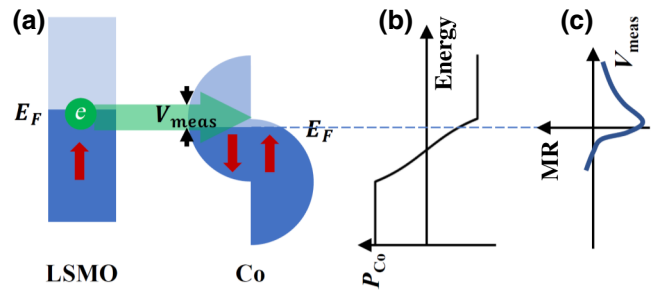 (a)
E_F
e
V_meas
E_F
LSMO
Co
(b)
Energy
P_Co
(c)
V_meas
MR